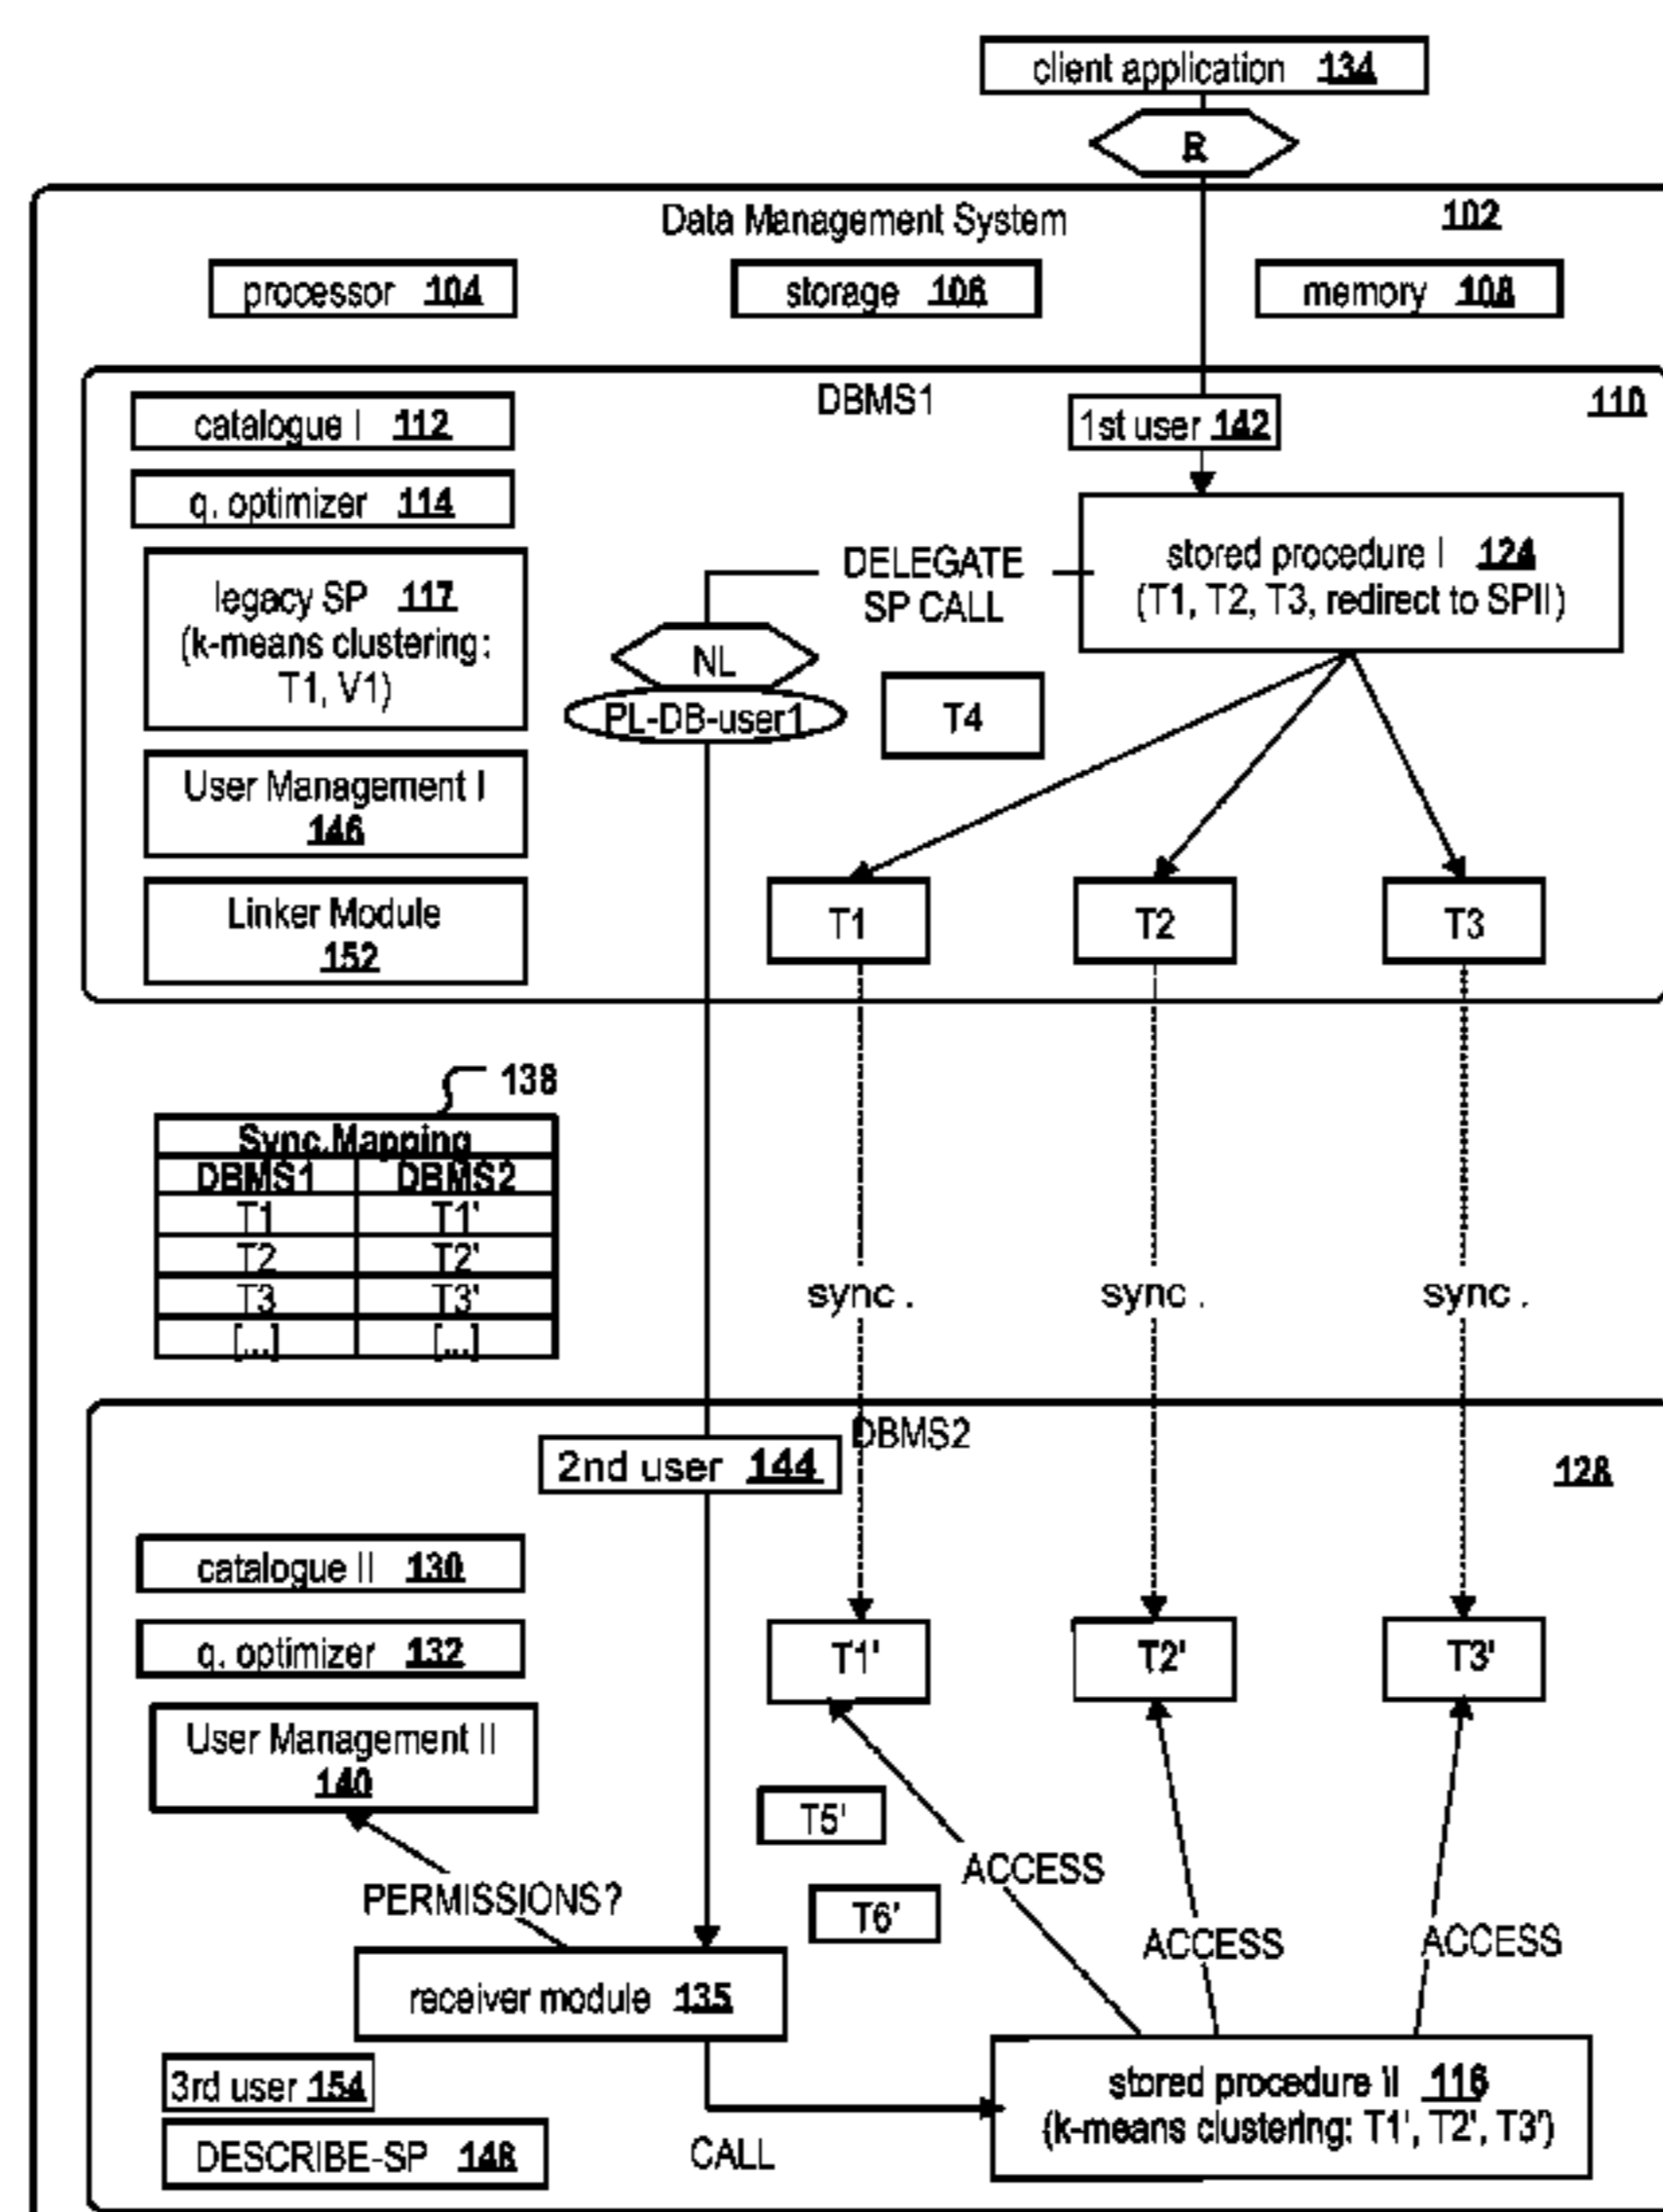 client application 134
R
Data Management System 102
processor 104
storage 106
memory 108
DBMS1 110
catalogue I 112
1st user 142
q. optimizer 114
stored procedure I 124
(T1, T2, T3, redirect to SPII)
DELEGATE
SP CALL
legacy SP 117
(k-means clustering:
T1, V1)
NL
PL-DB-user1
T4
User Management I
146
Linker Module
152
T1
T2
T3
138
Sync.Mapping
DBMS1 DBMS2
T1 T1'
T2 T2'
T3 T3'
[...] [...]
sync .
sync .
sync .
DBMS2
128
2nd user 144
catalogue II 130
q. optimizer 132
T1'
T2'
T3'
User Management II
140
T5'
ACCESS
PERMISSIONS?
T6'
ACCESS
ACCESS
receiver module 135
3rd user 154
stored procedure II 116
(k-means clustering: T1', T2', T3')
DESCRIBE-SP 148
CALL